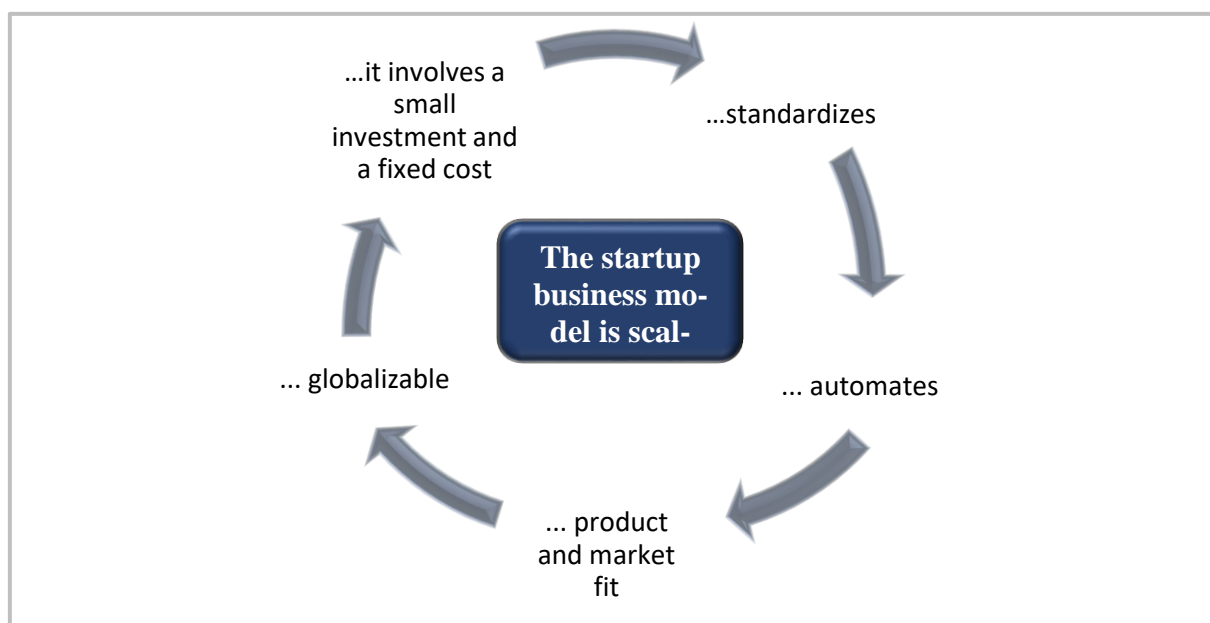 ...it involves a
small
investment and
a fixed cost
...standardizes
... automates
... product
and market
fit
... globalizable
The startup
business mo-
del is scal-